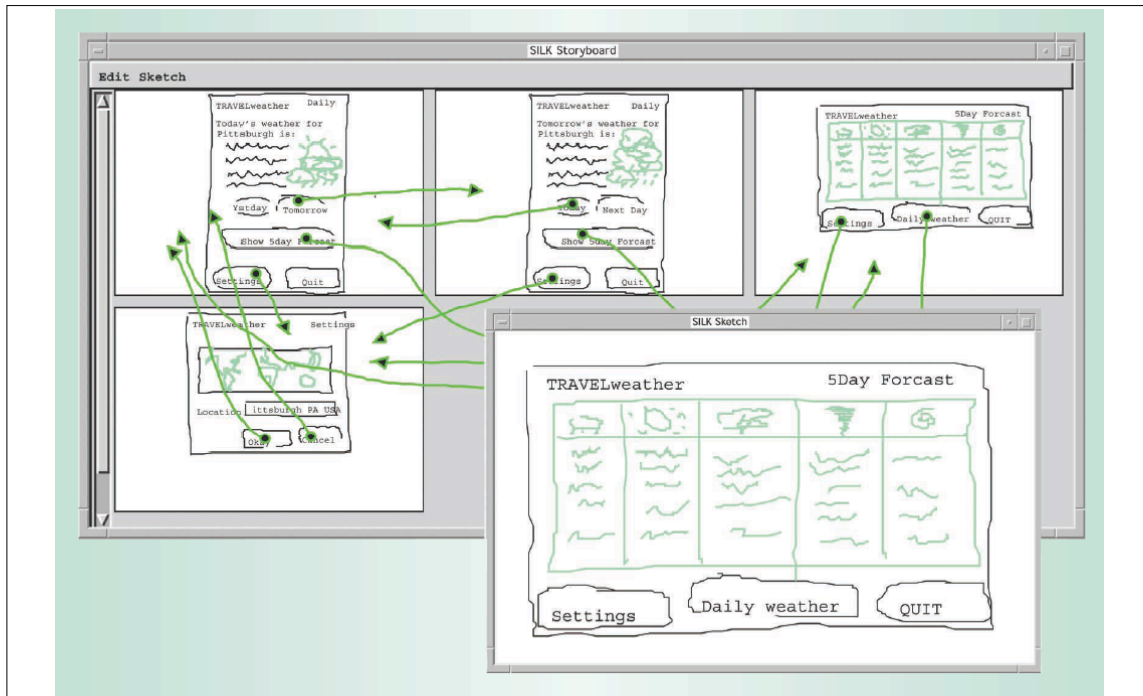 SILK Storyboard
Edit Sketch
TRAVELweather Daily
Today's weather for
Pittsburgh is:
Ystday Tomorrow
Show 5day Forcast
Settings Quit
TRAVELweather Daily
Tomorrow's weather for
Pittsburgh is:
Today Next Day
Show 5day Forcast
Settings Quit
TRAVELweather 5Day Forcast
Settings Daily weather QUIT
TRAVELweather Settings
Location ittsburgh PA USA
Okay Cancel
SILK Sketch
TRAVELweather 5Day Forcast
Settings Daily weather QUIT